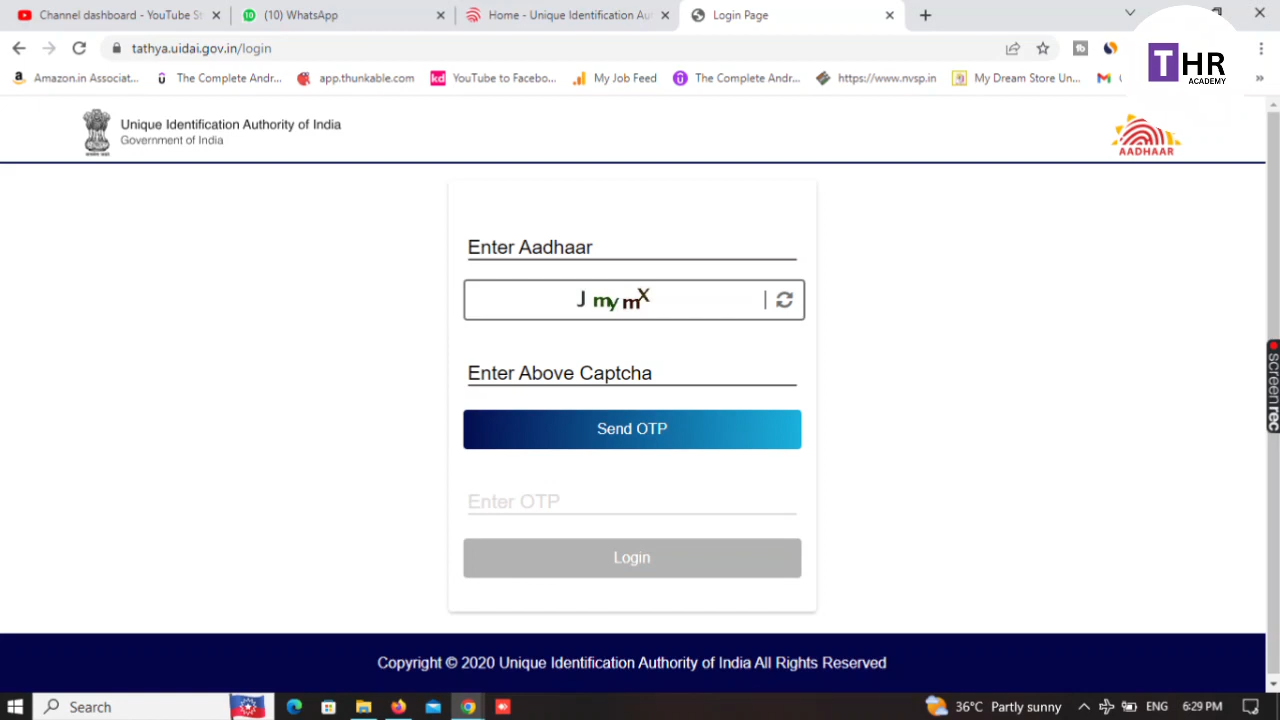 Channel dashboard - YouTube St
(10) WhatsApp
Home - Unique Identification Aut
Login Page
tathya.uidai.gov.in/login
Amazon.in Associat...
The Complete Andr...
app.thunkable.com
kd
YouTube to Facebo...
My Job Feed
The Complete Andr...
https://www.nvsp.in
My Dream Store Un...
THR
ACADEMY
Unique Identification Authority of India
Government of India
AADHAAR
Enter Aadhaar
J mymX
Enter Above Captcha
Send OTP
Enter OTP
Login
screenrec
Copyright © 2020 Unique Identification Authority of India All Rights Reserved
Search
36°C Partly sunny
ENG
6:29 PM